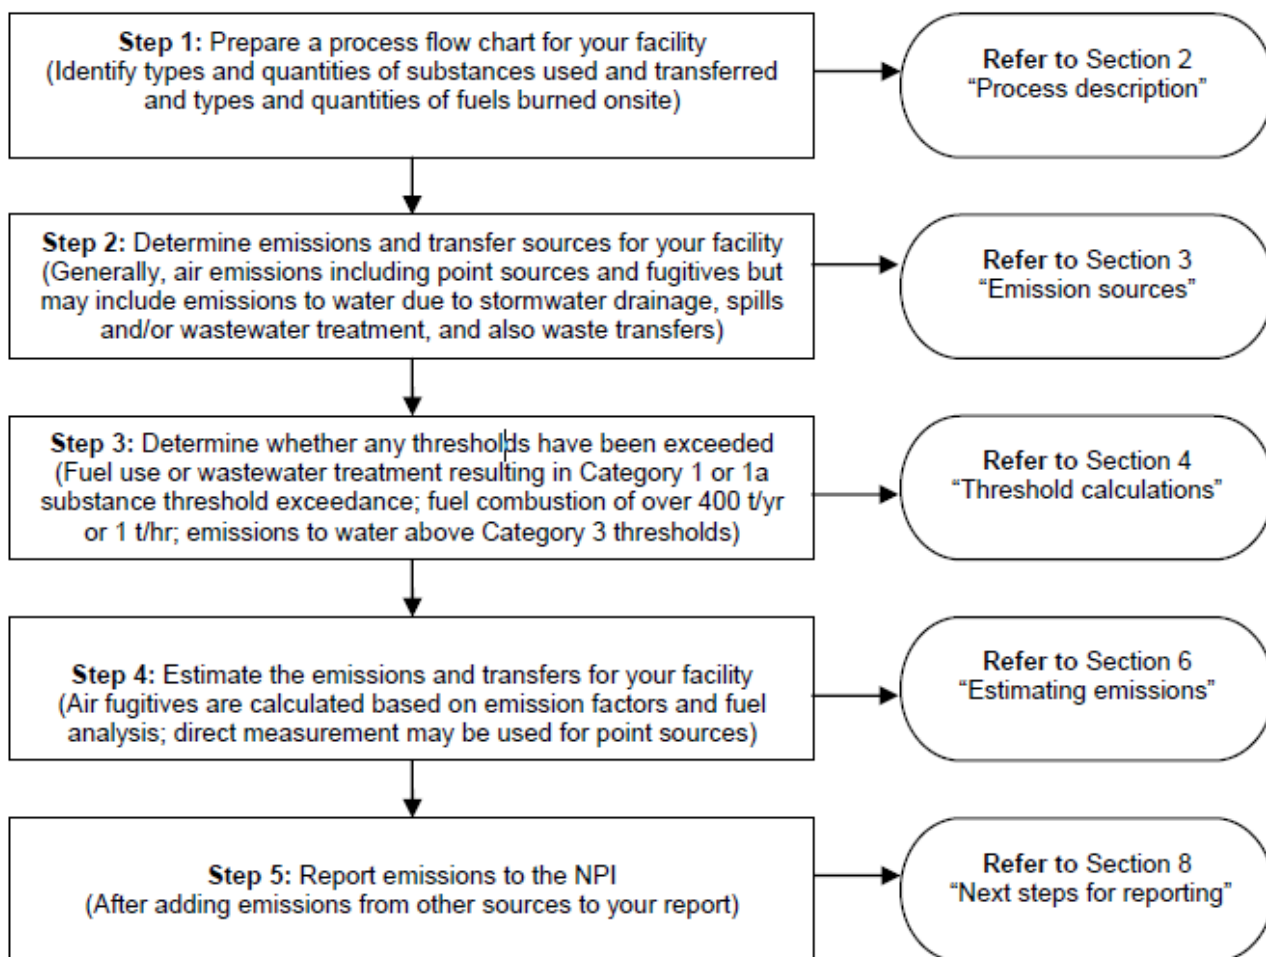 Step 1: Prepare a process flow chart for your facility
(Identify types and quantities of substances used and transferred
and types and quantities of fuels burned onsite)
Refer to Section 2
“Process description”
Step 2: Determine emissions and transfer sources for your facility
(Generally, air emissions including point sources and fugitives but
may include emissions to water due to stormwater drainage, spills
and/or wastewater treatment, and also waste transfers)
Refer to Section 3
“Emission sources”
Step 3: Determine whether any thresholds have been exceeded
(Fuel use or wastewater treatment resulting in Category 1 or 1a
substance threshold exceedance; fuel combustion of over 400 t/yr
or 1 t/hr; emissions to water above Category 3 thresholds)
Refer to Section 4
“Threshold calculations”
Step 4: Estimate the emissions and transfers for your facility
(Air fugitives are calculated based on emission factors and fuel
analysis; direct measurement may be used for point sources)
Refer to Section 6
“Estimating emissions”
Step 5: Report emissions to the NPI
(After adding emissions from other sources to your report)
Refer to Section 8
“Next steps for reporting”